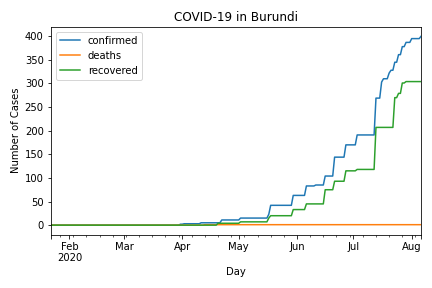 COVID-19 in Burundi
confirmed
deaths
recovered
Number of Cases
400
350
300
250
200
150
100
50
0
Feb Mar Apr May Jun Jul Aug
2020
Day